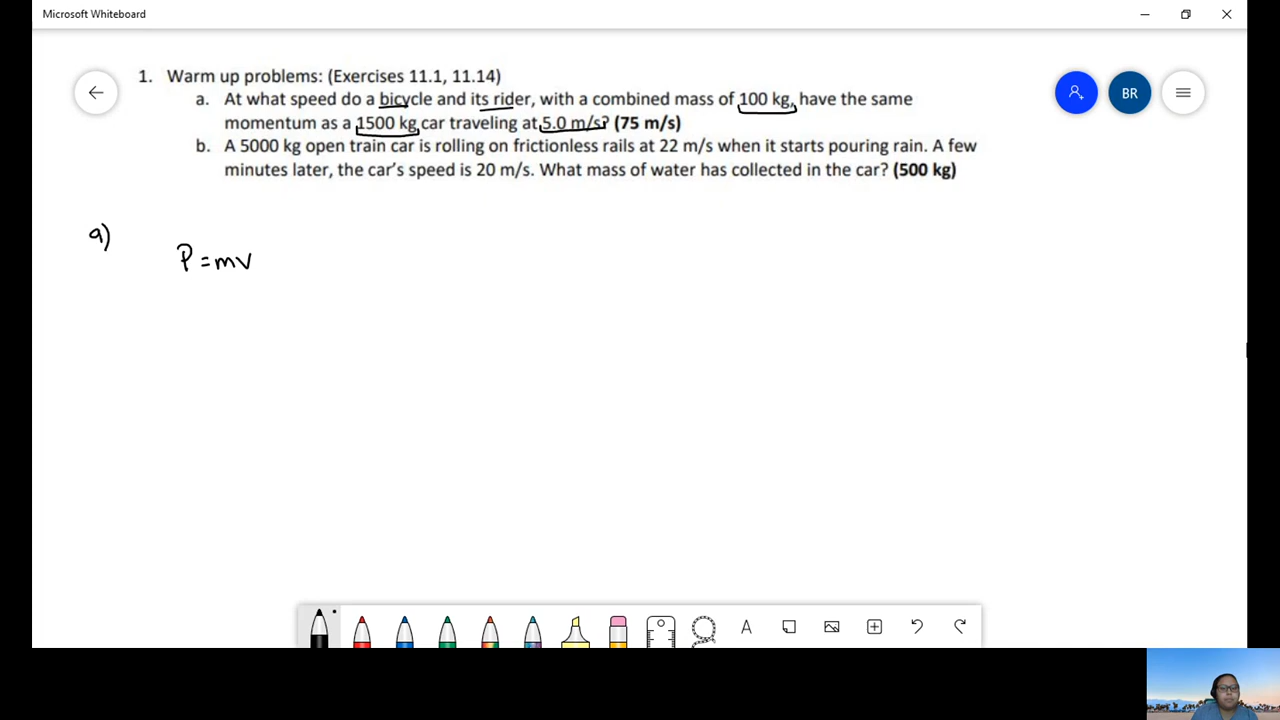 Microsoft Whiteboard
1. Warm up problems: (Exercises 11.1, 11.14)
a. At what speed do a bicycle and its rider, with a combined mass of 100 kg, have the same
momentum as a 1500 kg car traveling at 5.0 m/s? (75 m/s)
b. A 5000 kg open train car is rolling on frictionless rails at 22 m/s when it starts pouring rain. A few
minutes later, the car's speed is 20 m/s. What mass of water has collected in the car? (500 kg)
BR
a)
P = mv
A